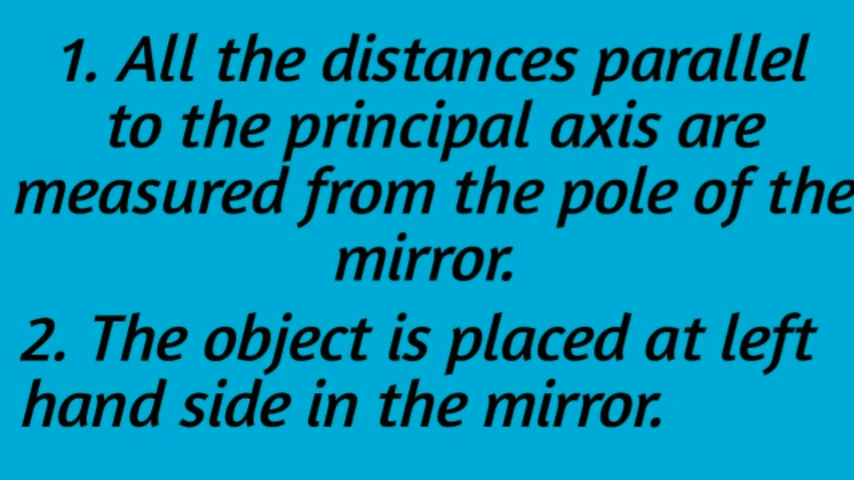 1. All the distances parallel
to the principal axis are
measured from the pole of the
mirror.
2. The object is placed at left
hand side in the mirror.